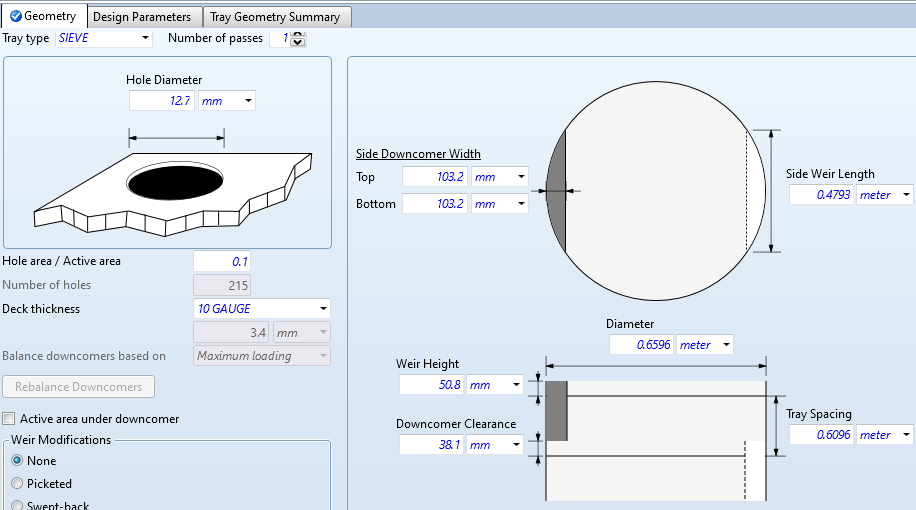 Geometry Design Parameters Tray Geometry Summary
Tray type SIEVE Number of passes 1
Hole Diameter
12.7 mm
Hole area / Active area 0.1
Number of holes 215
Deck thickness 10 GAUGE
3.4 mm
Balance downcomers based on Maximum loading
Rebalance Downcomers
Active area under downcomer
Weir Modifications
None
Picketed
Swept-back
Side Downcomer Width
Top 103.2 mm
Bottom 103.2 mm
Side Weir Length
0.4793 meter
Diameter
0.6596 meter
Weir Height
50.8 mm
Downcomer Clearance
38.1 mm
Tray Spacing
0.6096 meter